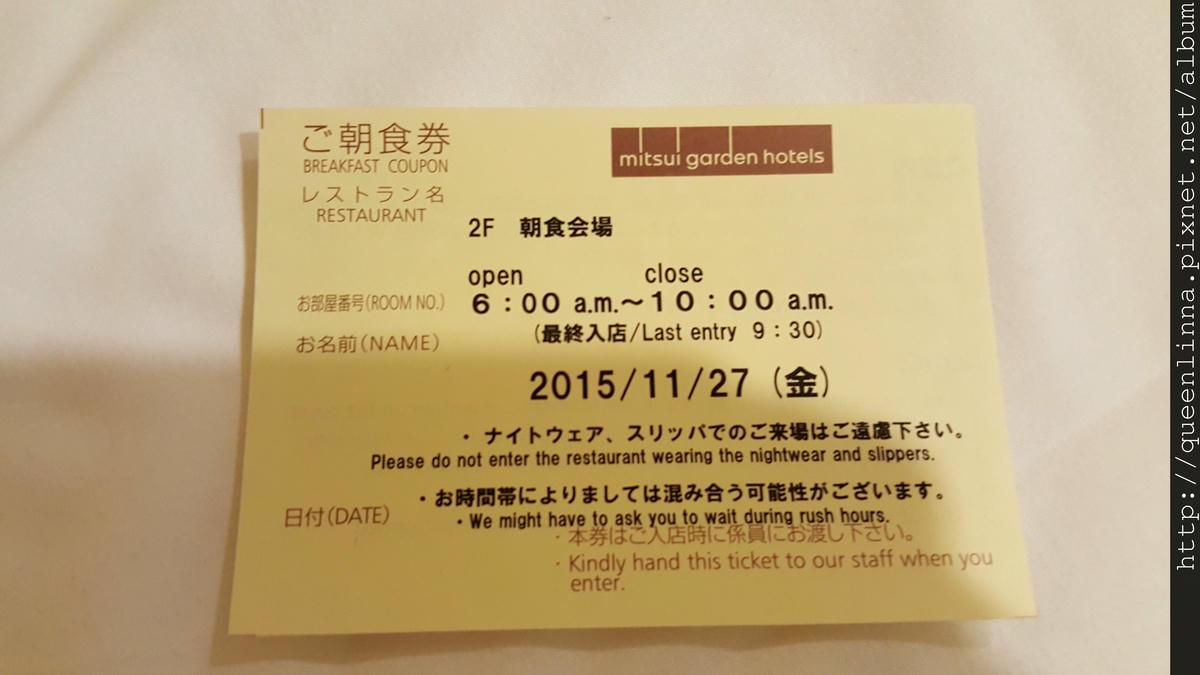 ご朝食券
BREAKFAST COUPON
mitsui garden hotels
レストラン名
RESTAURANT
2F 朝食会場
open close
お部屋番号(ROOM NO.)
6:00 a.m.~10:00 a.m.
(最終入店/Last entry 9:30)
お名前(NAME)
2015/11/27 (金)
・ナイトウェア、スリッパでのご来場はご遠慮下さい。
Please do not enter the restaurant wearing the nightwear and slippers.
・お時間帯によりましては混み合う可能性がございます。
・We might have to ask you to wait during rush hours.
日付(DATE)
・本券はご入店時に係員にお渡し下さい。
・Kindly hand this ticket to our staff when you
enter.
http://queenlinna.pixnet.net/album